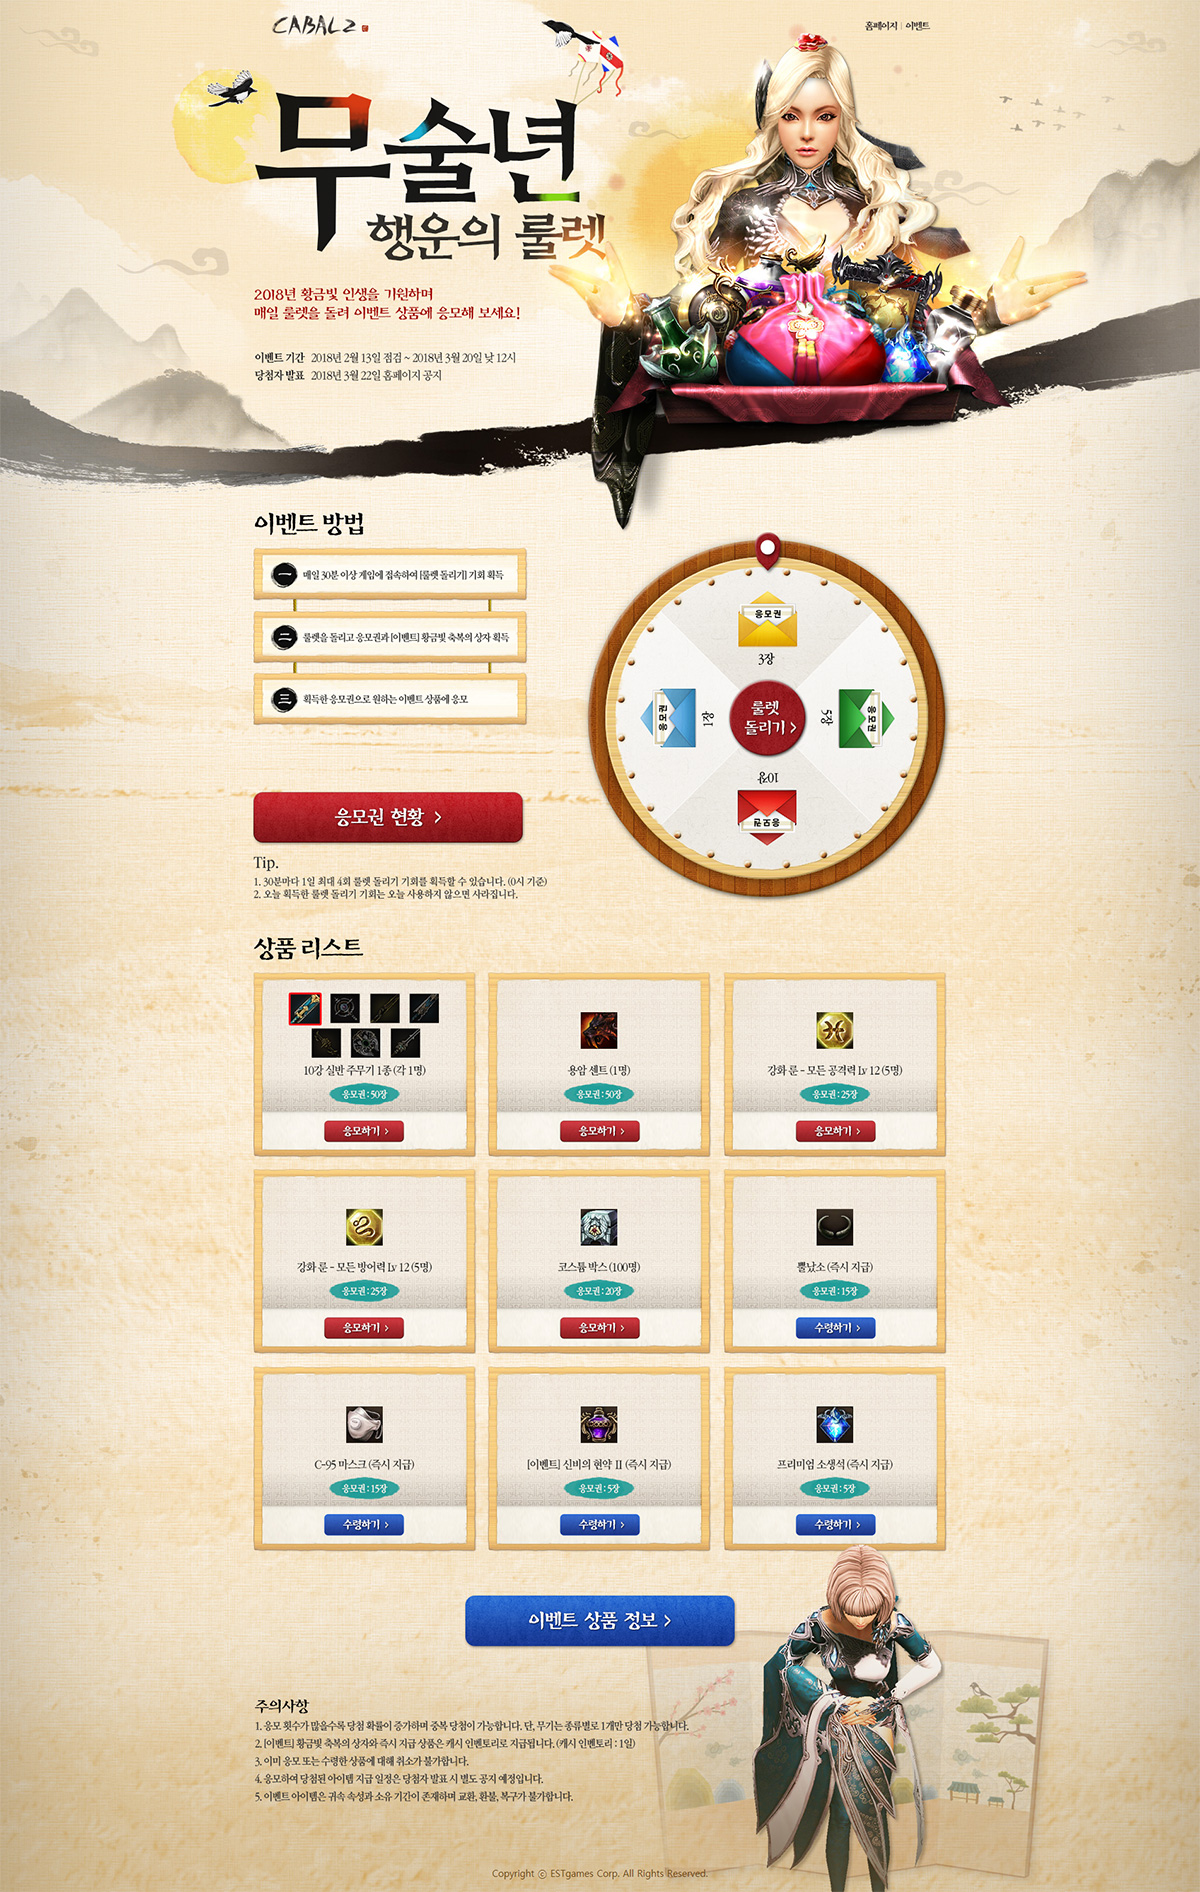 CABAL2
홈페이지 | 이벤트
무술년
행운의 룰렛
2018년 황금빛 인생을 기원하며
매일 룰렛을 돌려 이벤트 상품에 응모해 보세요!
이벤트 기간 2018년 2월 13일 점검 ~ 2018년 3월 20일 낮 12시
당첨자 발표 2018년 3월 22일 홈페이지 공지
이벤트 방법
一 매일 30분 이상 게임에 접속하여 [룰렛 돌리기] 기회 획득
二 룰렛을 돌리고 응모권과 [이벤트] 황금빛 축복의 상자 획득
三 획득한 응모권으로 원하는 이벤트 상품에 응모
응모권
3장
응모권
1장
룰렛
돌리기 >
5장
응모권
10장
응모권
응모권 현황 >
Tip.
1. 30분마다 1일 최대 4회 룰렛 돌리기 기회를 획득할 수 있습니다. (0시 기준)
2. 오늘 획득한 룰렛 돌리기 기회는 오늘 사용하지 않으면 사라집니다.
상품 리스트
10강 실반 주무기 1종 (각 1명)
응모권 : 50장
응모하기 >
용암 센트 (1명)
응모권 : 50장
응모하기 >
강화 룬 - 모든 공격력 Lv 12 (5명)
응모권 : 25장
응모하기 >
강화 룬 - 모든 방어력 Lv 12 (5명)
응모권 : 25장
응모하기 >
코스튬 박스 (100명)
응모권 : 20장
응모하기 >
뿔났소 (즉시 지급)
응모권 : 15장
수령하기 >
C-95 마스크 (즉시 지급)
응모권 : 15장
수령하기 >
[이벤트] 신비의 현약 II (즉시 지급)
응모권 : 5장
수령하기 >
프리미엄 소생석 (즉시 지급)
응모권 : 5장
수령하기 >
이벤트 상품 정보 >
주의사항
1. 응모 횟수가 많을수록 당첨 확률이 증가하며 중복 당첨이 가능합니다. 단, 무기는 종류별로 1개만 당첨 가능합니다.
2. [이벤트] 황금빛 축복의 상자와 즉시 지급 상품은 캐시 인벤토리로 지급됩니다. (캐시 인벤토리 : 1일)
3. 이미 응모 또는 수령한 상품에 대해 취소가 불가합니다.
4. 응모하여 당첨된 아이템 지급 일정은 당첨자 발표 시 별도 공지 예정입니다.
5. 이벤트 아이템은 귀속 속성과 소유 기간이 존재하며 교환, 환불, 복구가 불가합니다.
Copyright ⓒ ESTgames Corp. All Rights Reserved.